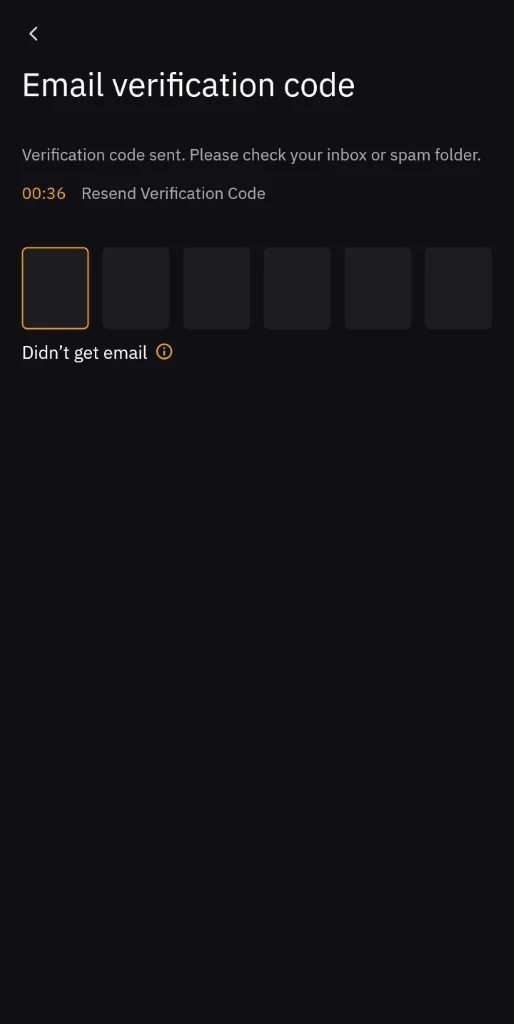 Email verification code
Verification code sent. Please check your inbox or spam folder.
00:36 Resend Verification Code
Didn’t get email